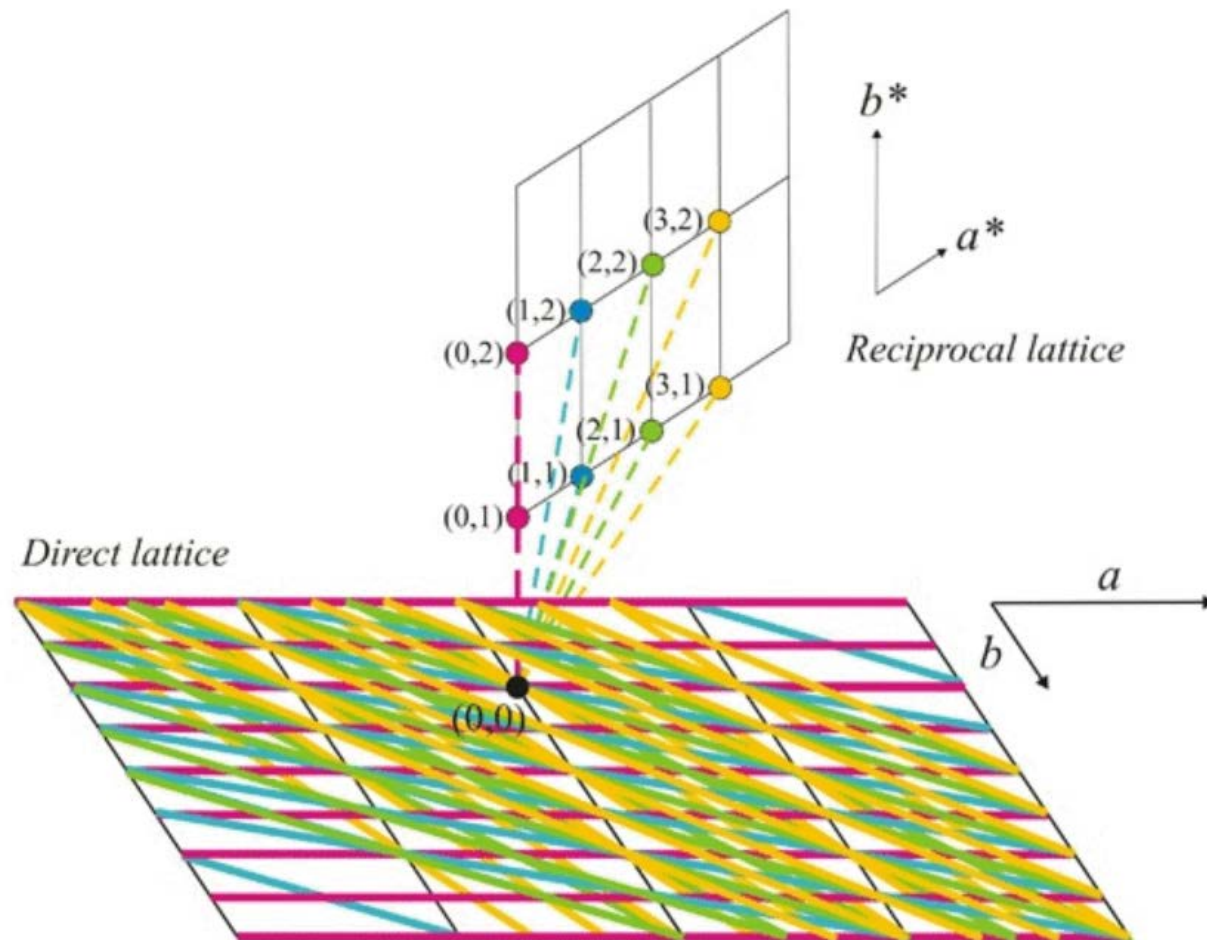 b*
a*
(3,2)
(2,2)
(1,2)
(0,2)
Reciprocal lattice
(3,1)
(2,1)
(1,1)
(0,1)
Direct lattice
a
b
(0,0)